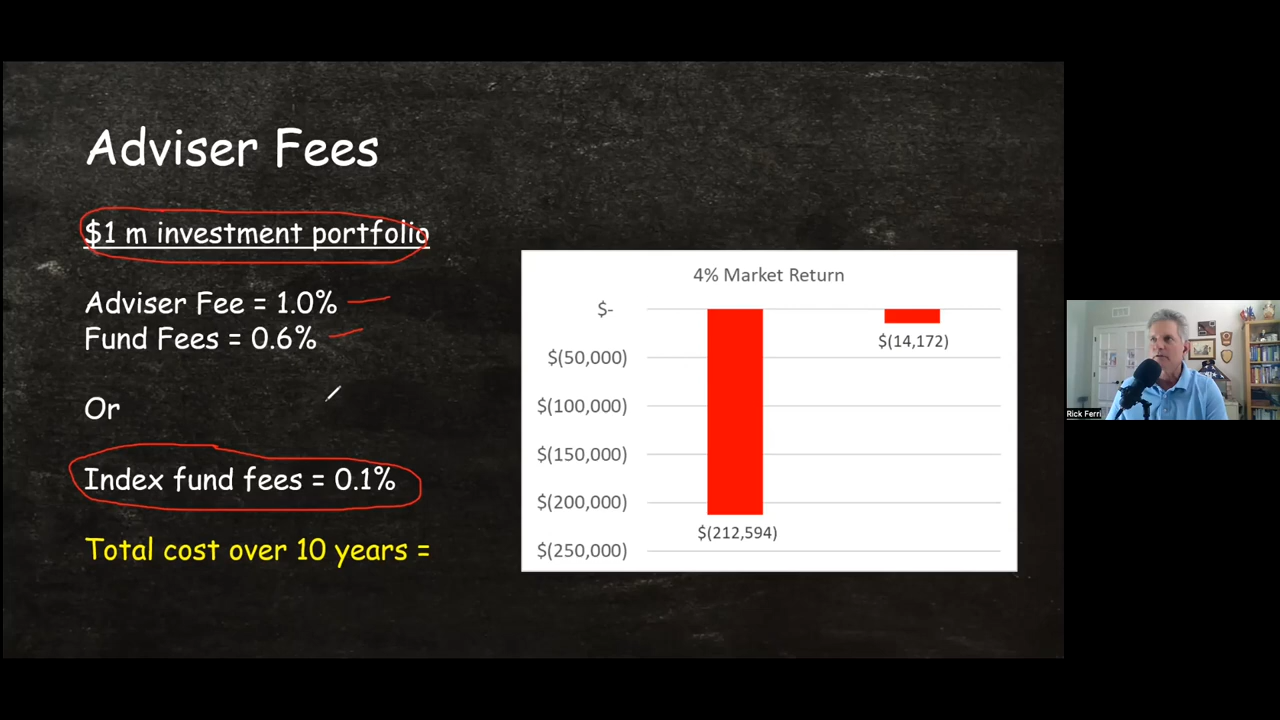 Adviser Fees
$1 m investment portfolio
Adviser Fee = 1.0%
Fund Fees = 0.6%
Or
Index fund fees = 0.1%
Total cost over 10 years =
4% Market Return
$-
$(50,000)
$(100,000)
$(150,000)
$(200,000)
$(250,000)
$(212,594)
$(14,172)
Rick Ferri